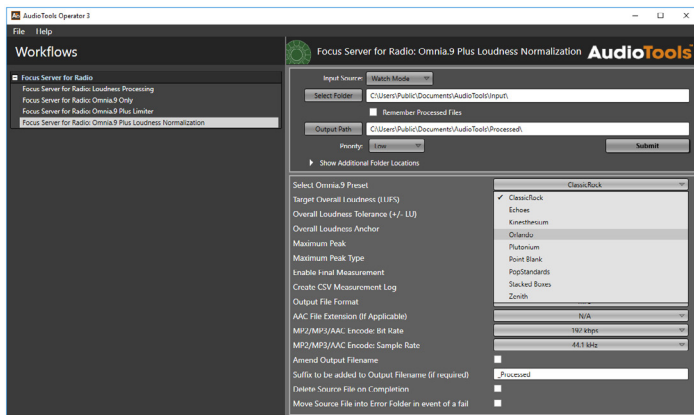 AudioTools Operator 3
File Help
Workflows
Focus Server for Radio
Focus Server for Radio: Loudness Processing
Focus Server for Radio: Omnia.9 Only
Focus Server for Radio: Omnia.9 Plus Limiter
Focus Server for Radio: Omnia.9 Plus Loudness Normalization
Focus Server for Radio: Omnia.9 Plus Loudness Normalization AudioTools
Input Source: Watch Mode
Select Folder C:\Users\Public\Documents\AudioTools\Input\
Remember Processed Files
Output Path C:\Users\Public\Documents\AudioTools\Processed\
Priority: Low Submit
Show Additional Folder Locations
Select Omnia.9 Preset ClassicRock
Target Overall Loudness (LUFS) ✓ ClassicRock
Echoes
Overall Loudness Tolerance (+/- LU)
Kinesthesium
Overall Loudness Anchor
Orlando
Maximum Peak
Plutonium
Maximum Peak Type
Point Blank
Enable Final Measurement
PopStandards
Create CSV Measurement Log
Stacked Boxes
Output File Format
Zenith
AAC File Extension (If Applicable) N/A
MP2/MP3/AAC Encode: Bit Rate 192 kbps
MP2/MP3/AAC Encode: Sample Rate 44.1 kHz
Amend Output Filename
Suffix to be added to Output Filename (if required) _Processed
Delete Source File on Completion
Move Source File into Error Folder in event of a fail